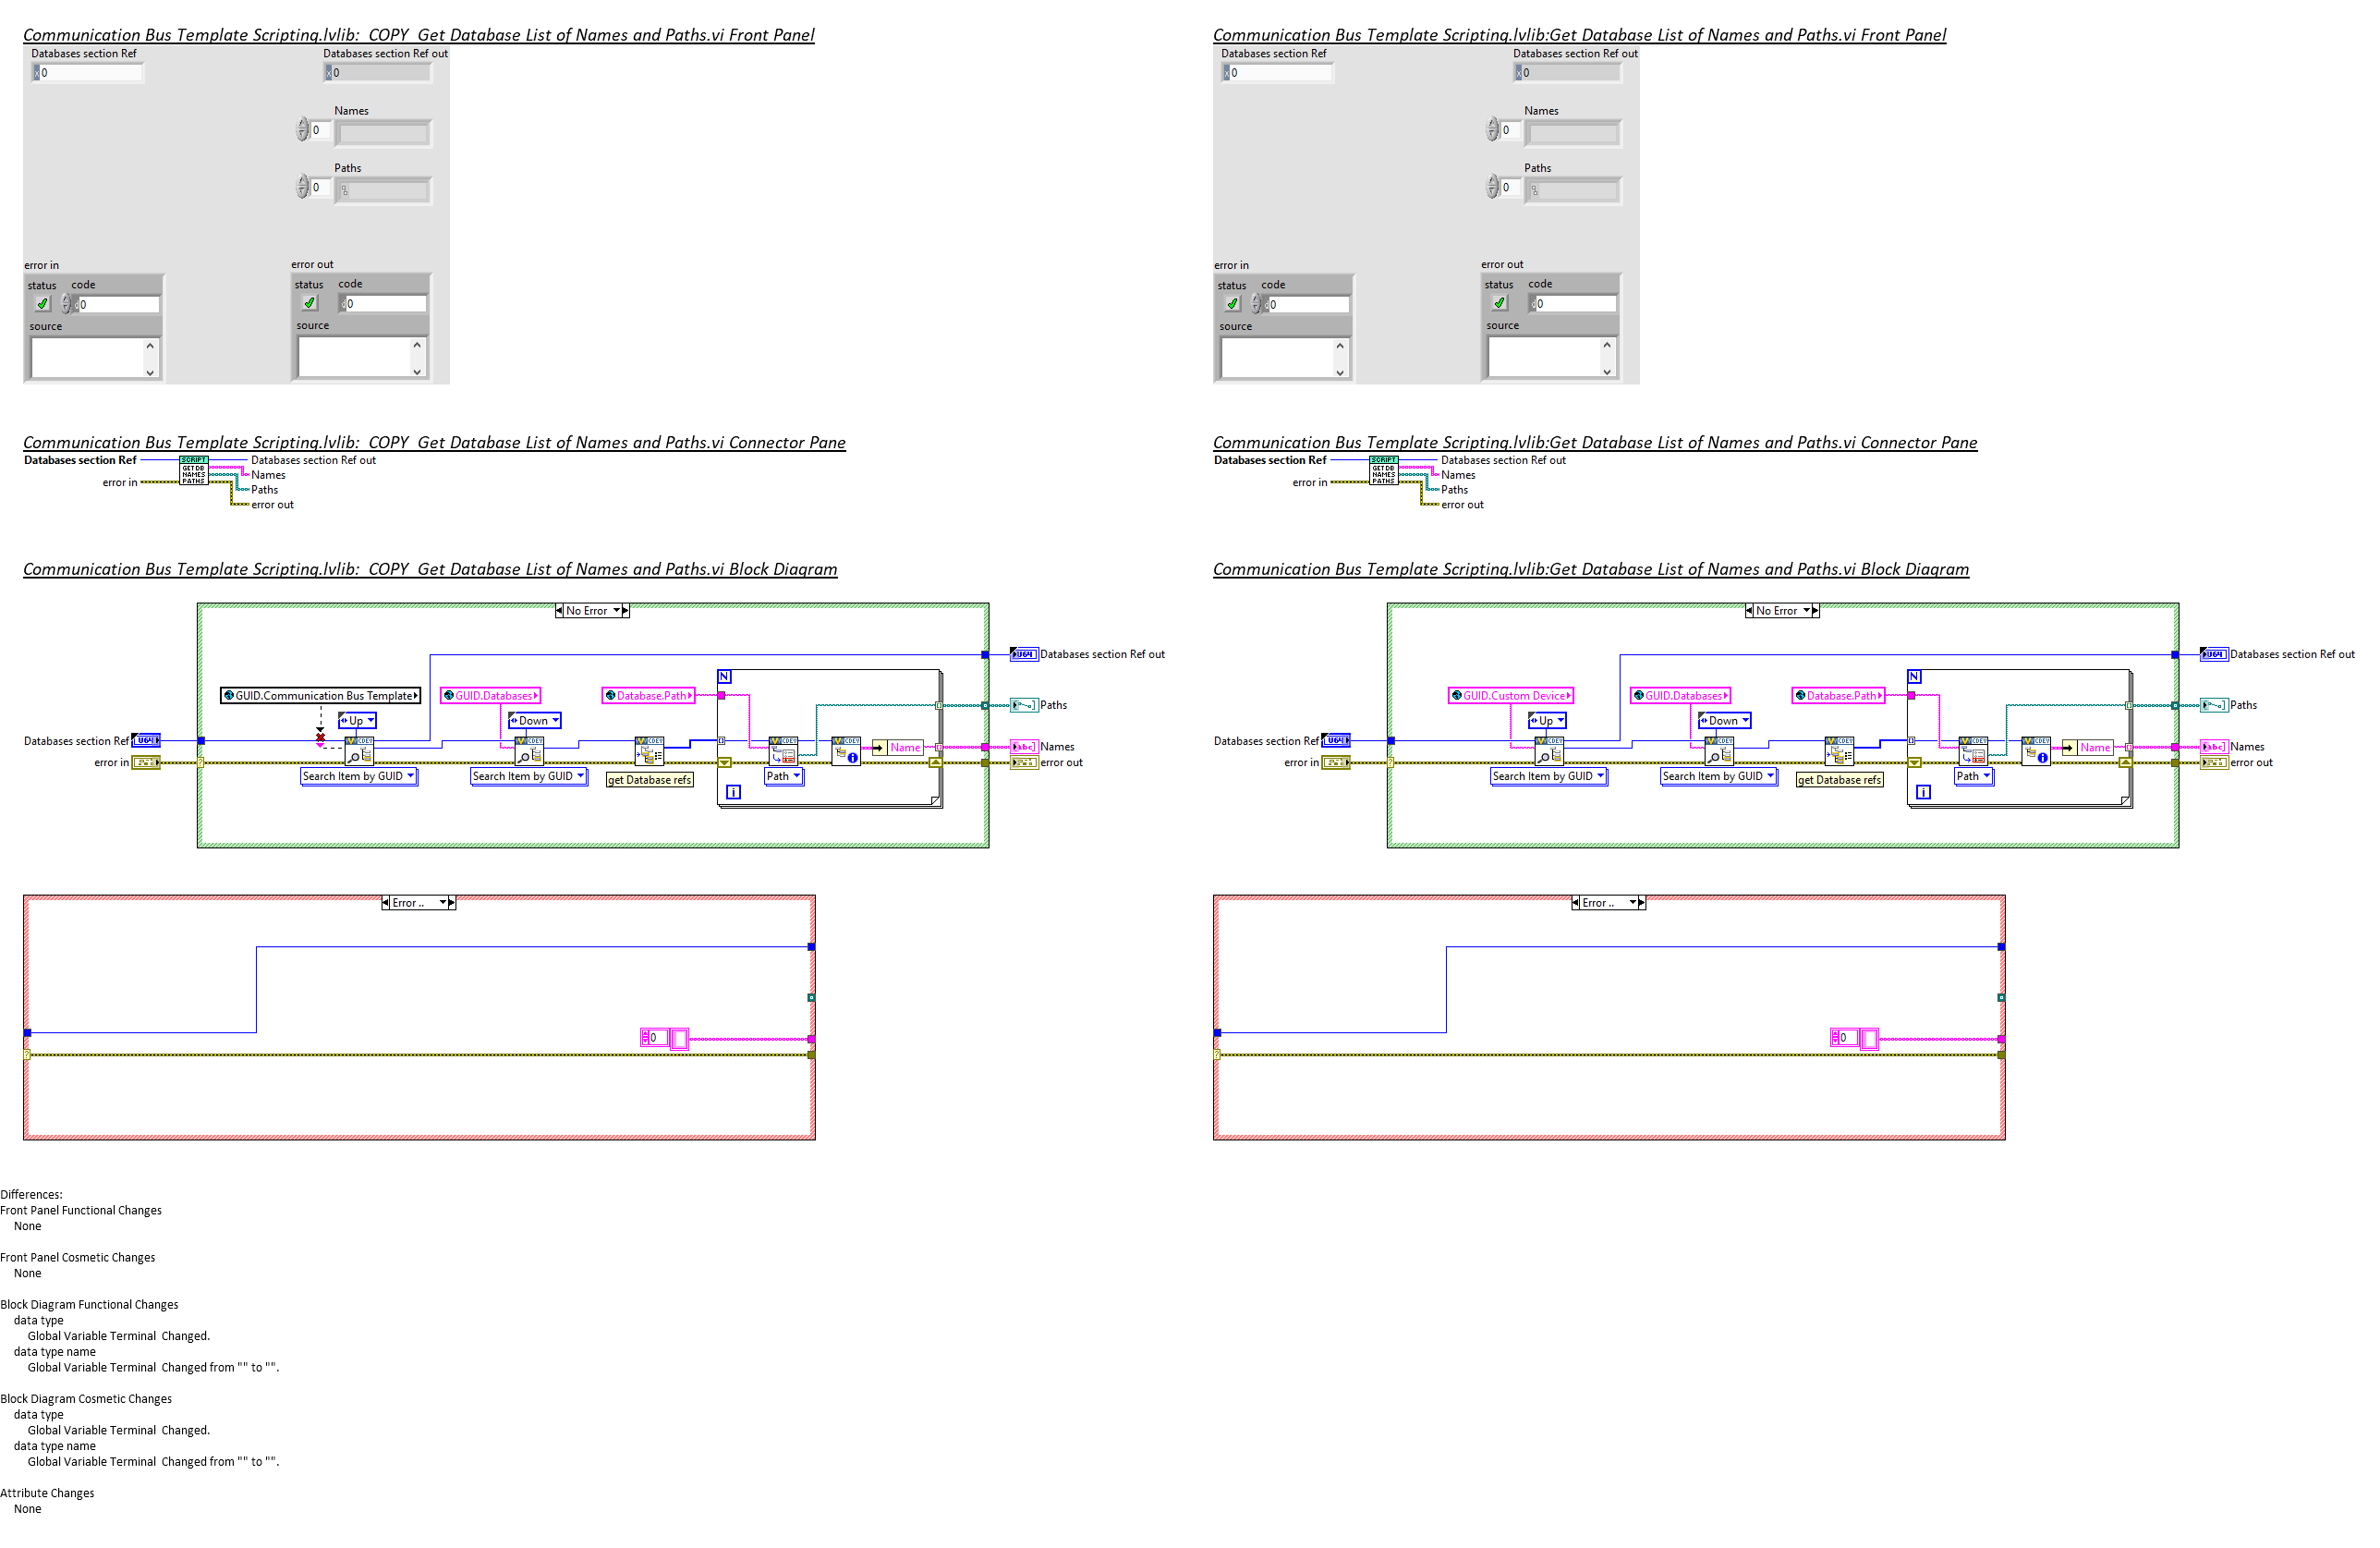 Communication Bus Template Scripting.lvlib:  COPY  Get Database List of Names and Paths.vi Front Panel
Databases section Ref
Databases section Ref out
0
0
Names
0
Paths
0
error in
error out
status code
status code
0
0
source
source
Communication Bus Template Scripting.lvlib:  COPY  Get Database List of Names and Paths.vi Connector Pane
Databases section Ref
SCRIPT
GET DB
NAMES
PATHS
Databases section Ref out
Names
error in
Paths
error out
Communication Bus Template Scripting.lvlib:  COPY  Get Database List of Names and Paths.vi Block Diagram
No Error
Databases section Ref out
N
GUID.Communication Bus Template
GUID.Databases
Database.Path
Paths
Up
Down
Databases section Ref
U64
Name
abc
Names
error in
error out
Search Item by GUID
Search Item by GUID
get Database refs
Path
i
Error ..
0
Communication Bus Template Scripting.lvlib:Get Database List of Names and Paths.vi Front Panel
Databases section Ref
Databases section Ref out
0
0
Names
0
Paths
0
error in
error out
status code
status code
0
0
source
source
Communication Bus Template Scripting.lvlib:Get Database List of Names and Paths.vi Connector Pane
Databases section Ref
SCRIPT
GET DB
NAMES
PATHS
Databases section Ref out
Names
error in
Paths
error out
Communication Bus Template Scripting.lvlib:Get Database List of Names and Paths.vi Block Diagram
No Error
Databases section Ref out
N
GUID.Custom Device
GUID.Databases
Database.Path
Paths
Up
Down
Databases section Ref
U64
Name
abc
Names
error in
error out
Search Item by GUID
Search Item by GUID
get Database refs
Path
i
Error ..
0
Differences:
Front Panel Functional Changes
None
Front Panel Cosmetic Changes
None
Block Diagram Functional Changes
data type
Global Variable Terminal  Changed.
data type name
Global Variable Terminal  Changed from "" to "".
Block Diagram Cosmetic Changes
data type
Global Variable Terminal  Changed.
data type name
Global Variable Terminal  Changed from "" to "".
Attribute Changes
None